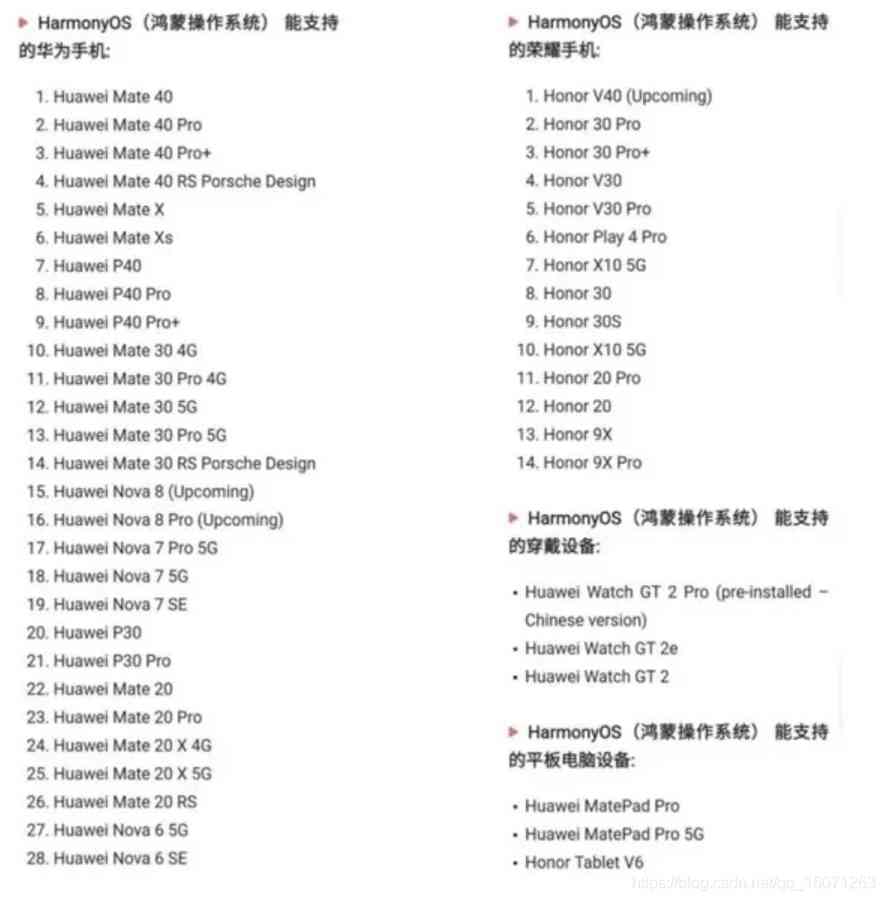 HarmonyOS（鸿蒙操作系统） 能支持
的华为手机:
1. Huawei Mate 40
2. Huawei Mate 40 Pro
3. Huawei Mate 40 Pro+
4. Huawei Mate 40 RS Porsche Design
5. Huawei Mate X
6. Huawei Mate Xs
7. Huawei P40
8. Huawei P40 Pro
9. Huawei P40 Pro+
10. Huawei Mate 30 4G
11. Huawei Mate 30 Pro 4G
12. Huawei Mate 30 5G
13. Huawei Mate 30 Pro 5G
14. Huawei Mate 30 RS Porsche Design
15. Huawei Nova 8 (Upcoming)
16. Huawei Nova 8 Pro (Upcoming)
17. Huawei Nova 7 Pro 5G
18. Huawei Nova 7 5G
19. Huawei Nova 7 SE
20. Huawei P30
21. Huawei P30 Pro
22. Huawei Mate 20
23. Huawei Mate 20 Pro
24. Huawei Mate 20 X 4G
25. Huawei Mate 20 X 5G
26. Huawei Mate 20 RS
27. Huawei Nova 6 5G
28. Huawei Nova 6 SE
HarmonyOS（鸿蒙操作系统） 能支持
的荣耀手机:
1. Honor V40 (Upcoming)
2. Honor 30 Pro
3. Honor 30 Pro+
4. Honor V30
5. Honor V30 Pro
6. Honor Play 4 Pro
7. Honor X10 5G
8. Honor 30
9. Honor 30S
10. Honor X10 5G
11. Honor 20 Pro
12. Honor 20
13. Honor 9X
14. Honor 9X Pro
HarmonyOS（鸿蒙操作系统） 能支持
的穿戴设备:
• Huawei Watch GT 2 Pro (pre-installed –
Chinese version)
• Huawei Watch GT 2e
• Huawei Watch GT 2
HarmonyOS（鸿蒙操作系统） 能支持
的平板电脑设备:
• Huawei MatePad Pro
• Huawei MatePad Pro 5G
• Honor Tablet V6
https://blog.csdn.net/qq_16071263